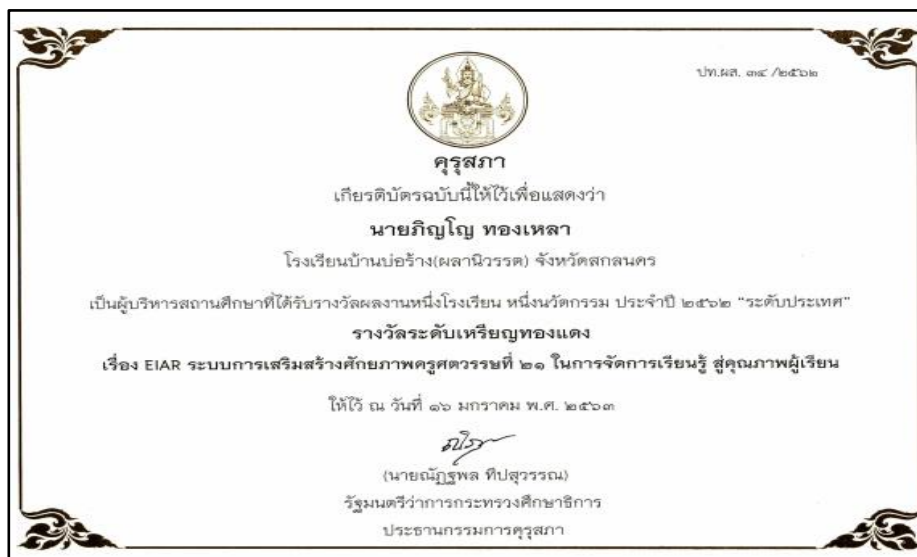 ปท.ผส. ๓๔ /๒๕๖๒
คุรุสภา
เกียรติบัตรฉบับนี้ให้ไว้เพื่อแสดงว่า
นายภิญโญ ทองเหลา
โรงเรียนบ้านบ่อร้าง(ผลานิวรรต) จังหวัดสกลนคร
เป็นผู้บริหารสถานศึกษาที่ได้รับรางวัลผลงานหนึ่งโรงเรียน หนึ่งนวัตกรรม ประจำปี ๒๕๖๒ “ระดับประเทศ”
รางวัลระดับเหรียญทองแดง
เรื่อง EIAR ระบบการเสริมสร้างศักยภาพครูศตวรรษที่ ๒๑ ในการจัดการเรียนรู้ สู่คุณภาพผู้เรียน
ให้ไว้ ณ วันที่ ๑๖ มกราคม พ.ศ. ๒๕๖๓
(นายณัฏฐพล ทีปสุวรรณ)
รัฐมนตรีว่าการกระทรวงศึกษาธิการ
ประธานกรรมการคุรุสภา